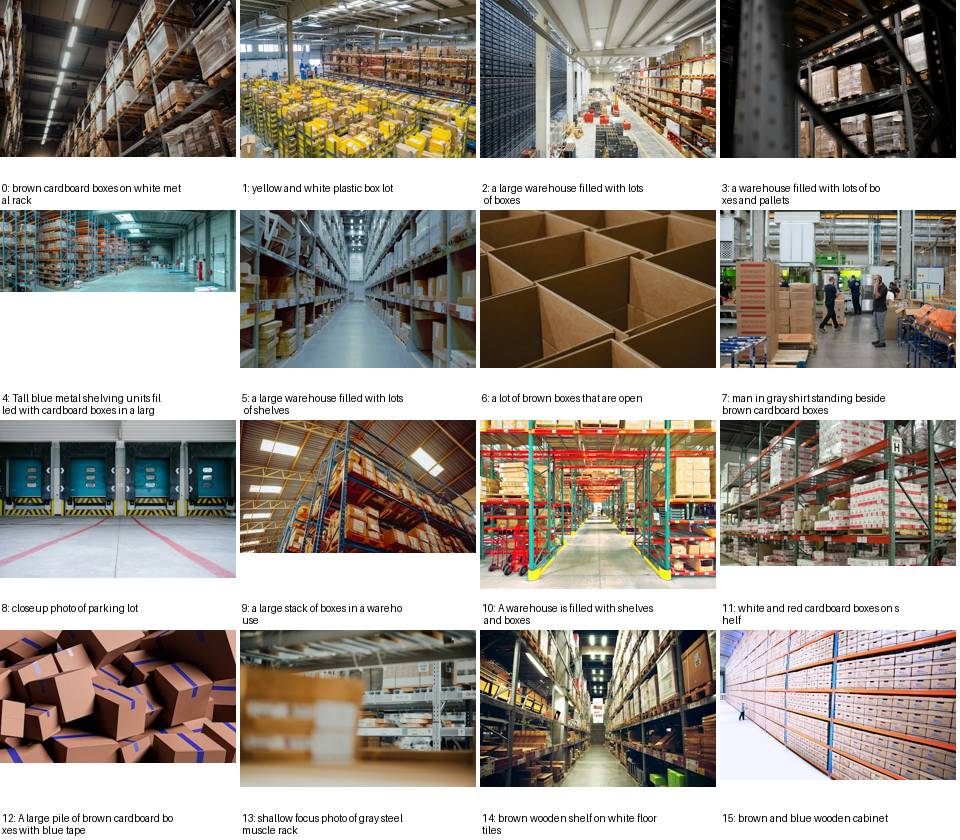 0: brown cardboard boxes on white met
al rack
1: yellow and white plastic box lot
2: a large warehouse filled with lots
of boxes
3: a warehouse filled with lots of bo
xes and pallets
4: Tall blue metal shelving units fil
led with cardboard boxes in a larg
5: a large warehouse filled with lots
of shelves
6: a lot of brown boxes that are open
7: man in gray shirt standing beside
brown cardboard boxes
8: closeup photo of parking lot
9: a large stack of boxes in a wareho
use
10: A warehouse is filled with shelves
and boxes
11: white and red cardboard boxes on s
helf
12: A large pile of brown cardboard bo
xes with blue tape
13: shallow focus photo of gray steel
muscle rack
14: brown wooden shelf on white floor
tiles
15: brown and blue wooden cabinet